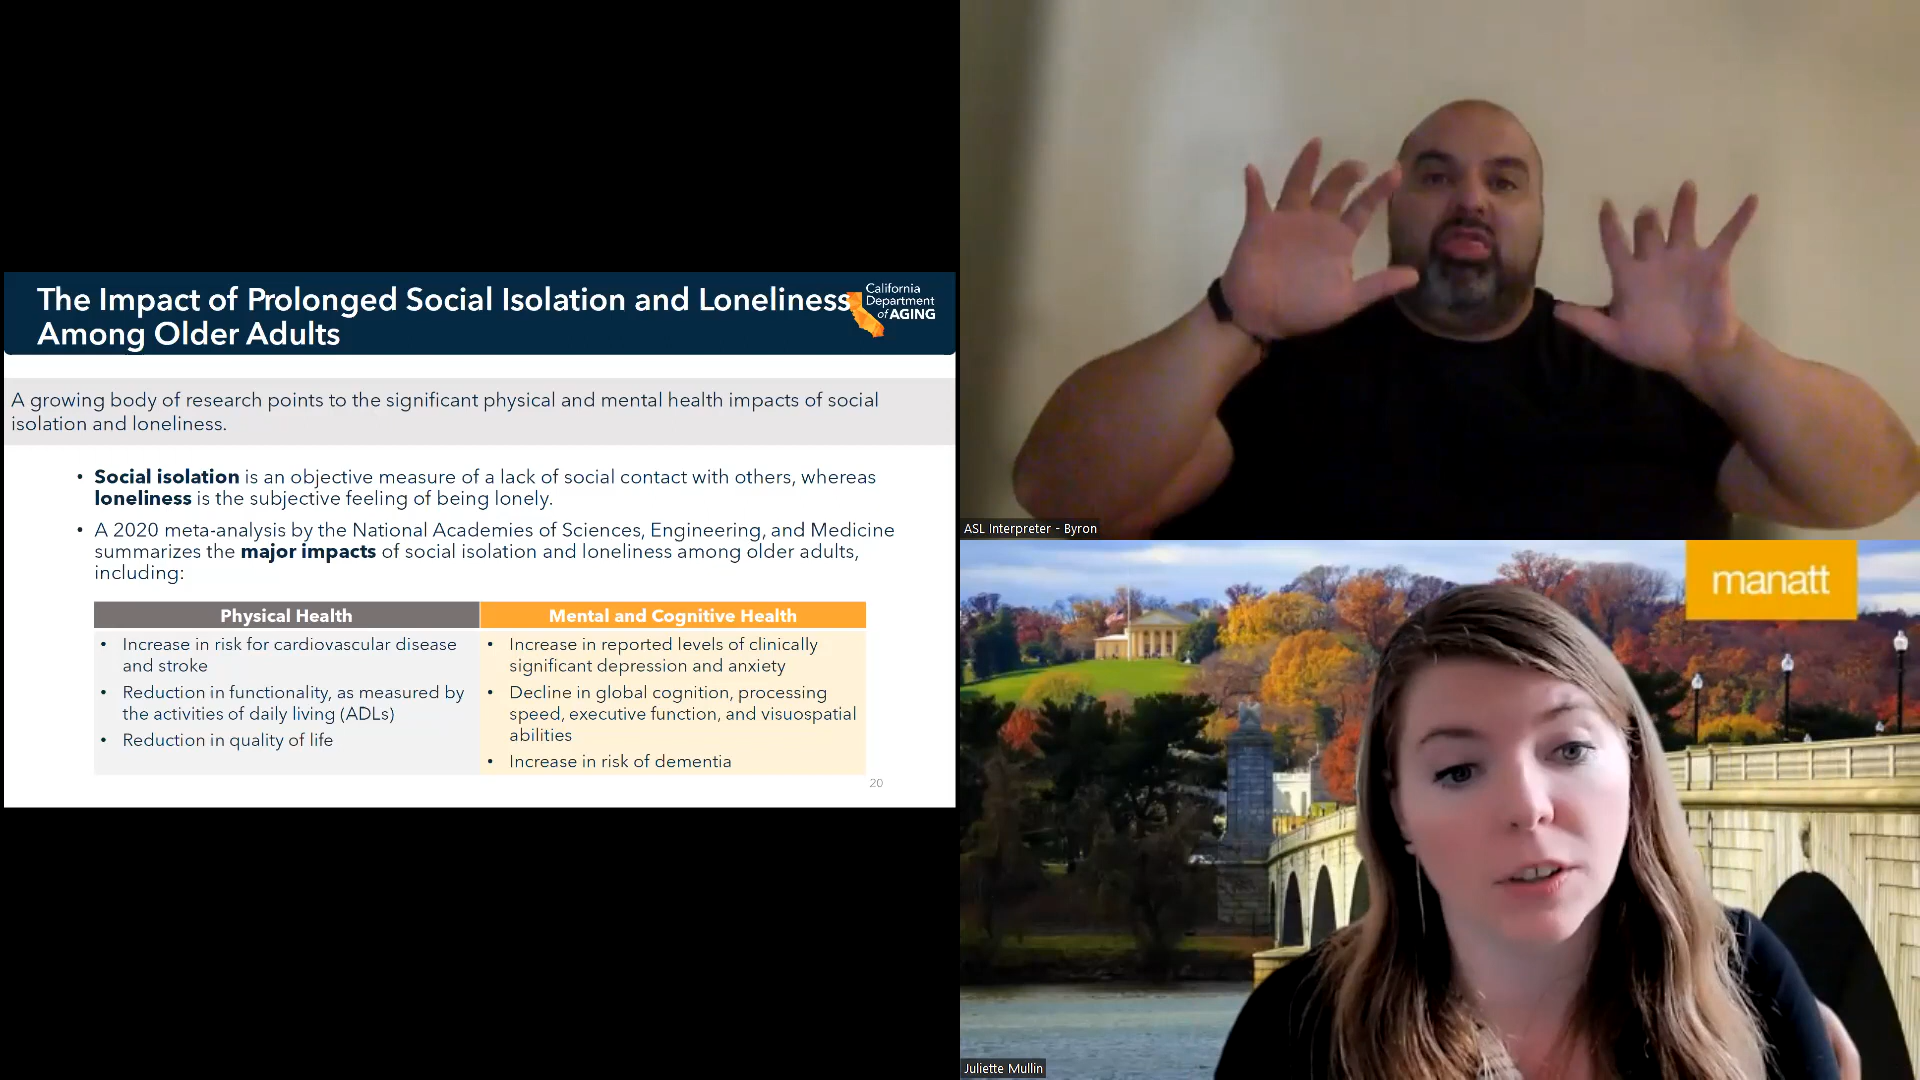 The Impact of Prolonged Social Isolation and Loneliness
Among Older Adults
California
Department
of AGING
A growing body of research points to the significant physical and mental health impacts of social
isolation and loneliness.
• Social isolation is an objective measure of a lack of social contact with others, whereas
loneliness is the subjective feeling of being lonely.
• A 2020 meta-analysis by the National Academies of Sciences, Engineering, and Medicine
summarizes the major impacts of social isolation and loneliness among older adults,
including:
Physical Health
• Increase in risk for cardiovascular disease
and stroke
• Reduction in functionality, as measured by
the activities of daily living (ADLs)
• Reduction in quality of life
Mental and Cognitive Health
• Increase in reported levels of clinically
significant depression and anxiety
• Decline in global cognition, processing
speed, executive function, and visuospatial
abilities
• Increase in risk of dementia
20
ASL Interpreter - Byron
manatt
Juliette Mullin